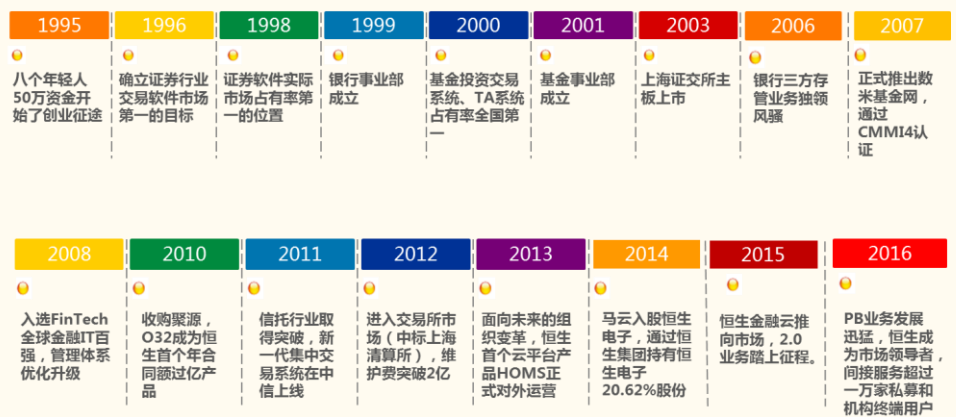 1995
八个年轻人
50万资金开
始了创业征途
1996
确立证券行业
交易软件市场
第一的目标
1998
证券软件实际
市场占有率第
一的位置
1999
银行事业部
成立
2000
基金投资交易
系统、TA系统
占有率全国第
一
2001
基金事业部
成立
2003
上海证交所主
板上市
2006
银行三方存
管业务独领
风骚
2007
正式推出数
米基金网，
通过
CMMI4认
证
2008
入选FinTech
全球金融IT百
强，管理体系
优化升级
2010
收购聚源，
O32成为恒
生首个年合
同额过亿产
品
2011
信托行业取
得突破，新
一代集中交
易系统在中
信上线
2012
进入交易所市
场（中标上海
清算所），维
护费突破2亿
2013
面向未来的组
织变革，恒生
首个云平台产
品HOMS正
式对外运营
2014
马云入股恒生
电子，通过恒
生集团持有恒
生电子
20.62%股份
2015
恒生金融云推
向市场，2.0
业务踏上征程。
2016
PB业务发展
迅猛，恒生成
为市场领导者，
间接服务超过
一万家私募和
机构终端用户